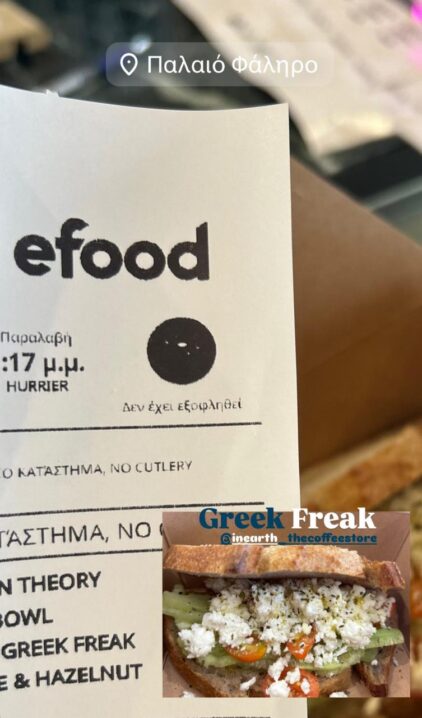 Παλαιό Φάληρο
efood
Παραλαβή
:17 μ.μ.
HURRIER
Δεν έχει εξοφληθεί
Ο ΚΑΤΑΣΤΗΜΑ, NO CUTLERY
ΤΑΣΤΗΜΑ, NO
N THEORY
BOWL
GREEK FREAK
E & HAZELNUT
Greek Freak
@inearth_thecoffeestore